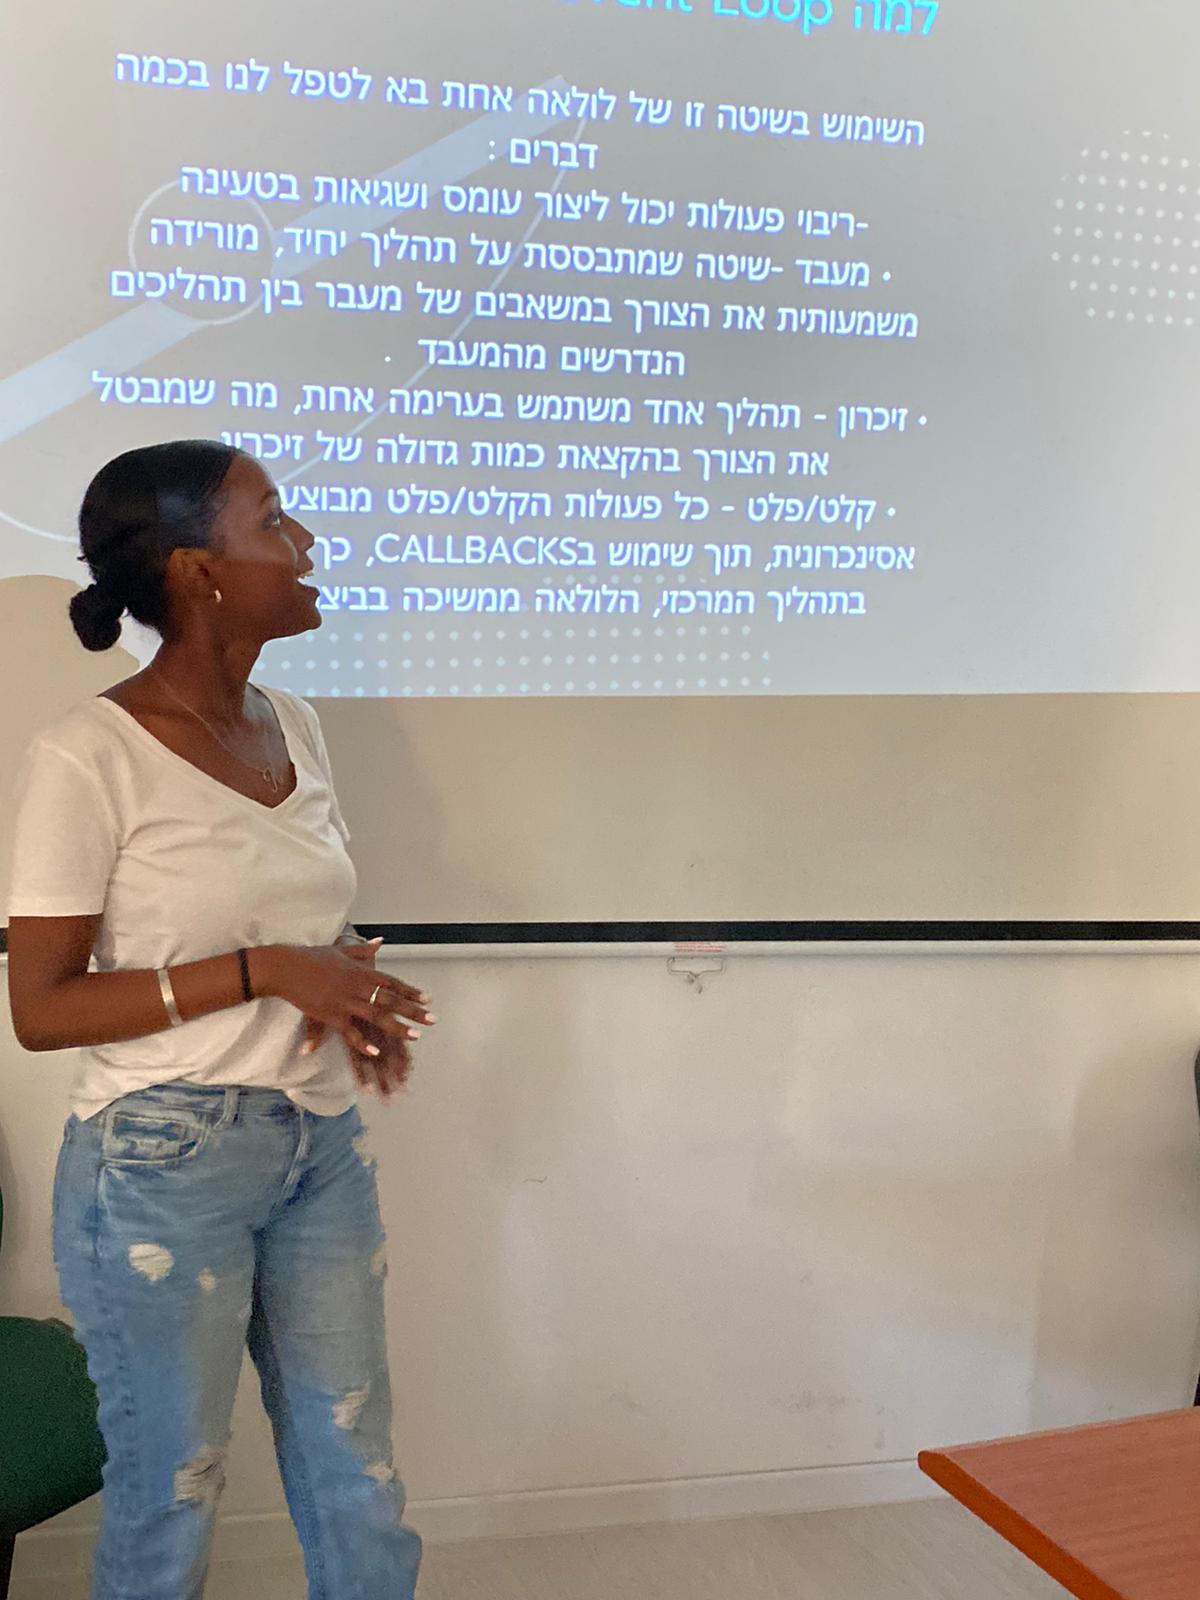 למה Event Loop
השימוש בשיטה זו של לולאה אחת בא לטפל לנו בכמה
דברים :
-ריבוי פעולות יכול ליצור עומס ושגיאות בטעינה
• מעבד -שיטה שמתבססת על תהליך יחיד, מורידה
משמעותית את הצורך במשאבים של מעבר בין תהליכים
הנדרשים מהמעבד .
• זיכרון - תהליך אחד משתמש בערימה אחת, מה שמבטל
את הצורך בהקצאת כמות גדולה של זיכרון
• קלט/פלט - כל פעולות הקלט/פלט
אסינכרונית, תוך שימוש בCALLBACKS, כך
בתהליך המרכזי, הלולאה ממשיכה